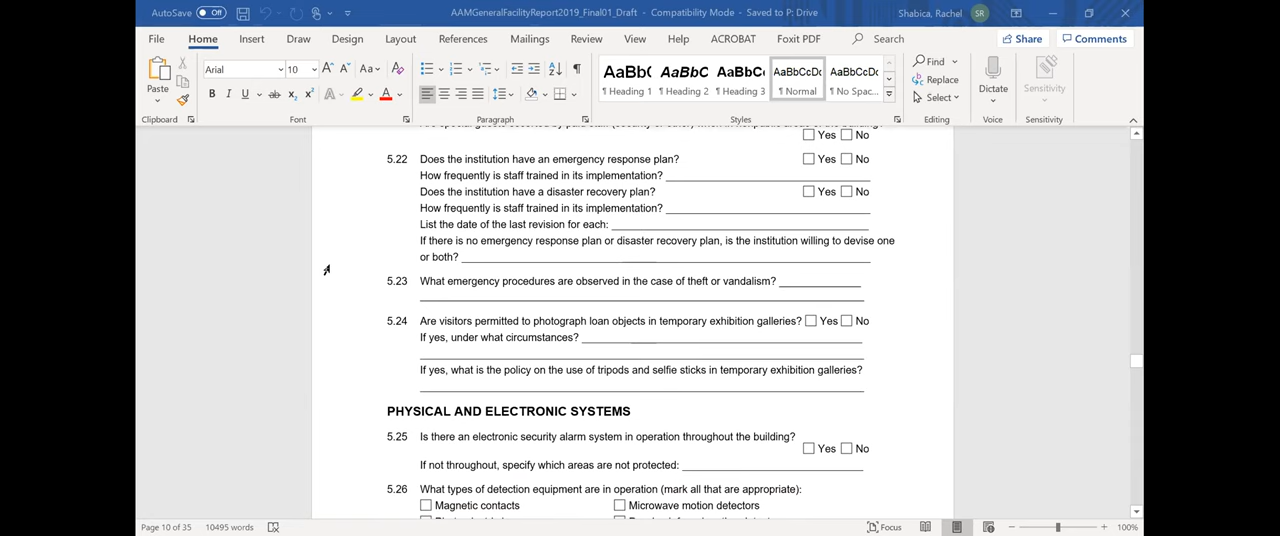 AutoSave Off AAMGeneralFacilityReport2019_Final01_Draft - Compatibility Mode - Saved to P: Drive Shabica, Rachel SR
File Home Insert Draw Design Layout References Mailings Review View Help ACROBAT Foxit PDF Search Share Comments
Paste Arial 10 Aa AaBb( AaBbC AaBbCc AaBbCcDc AaBbCcDc Find
Replace
B I U ab x₂ x² A A ¶ Heading 1 ¶ Heading 2 ¶ Heading 3 ¶ Normal ¶ No Spac... Select Dictate Sensitivity
Clipboard Font Paragraph Styles Editing Voice Sensitivity
Yes No
5.22 Does the institution have an emergency response plan? Yes No
How frequently is staff trained in its implementation?
Does the institution have a disaster recovery plan? Yes No
How frequently is staff trained in its implementation?
List the date of the last revision for each:
If there is no emergency response plan or disaster recovery plan, is the institution willing to devise one
or both?
5.23 What emergency procedures are observed in the case of theft or vandalism?
5.24 Are visitors permitted to photograph loan objects in temporary exhibition galleries? Yes No
If yes, under what circumstances?
If yes, what is the policy on the use of tripods and selfie sticks in temporary exhibition galleries?
PHYSICAL AND ELECTRONIC SYSTEMS
5.25 Is there an electronic security alarm system in operation throughout the building?
Yes No
If not throughout, specify which areas are not protected:
5.26 What types of detection equipment are in operation (mark all that are appropriate):
Magnetic contacts Microwave motion detectors
Page 10 of 35 10495 words Focus 100%